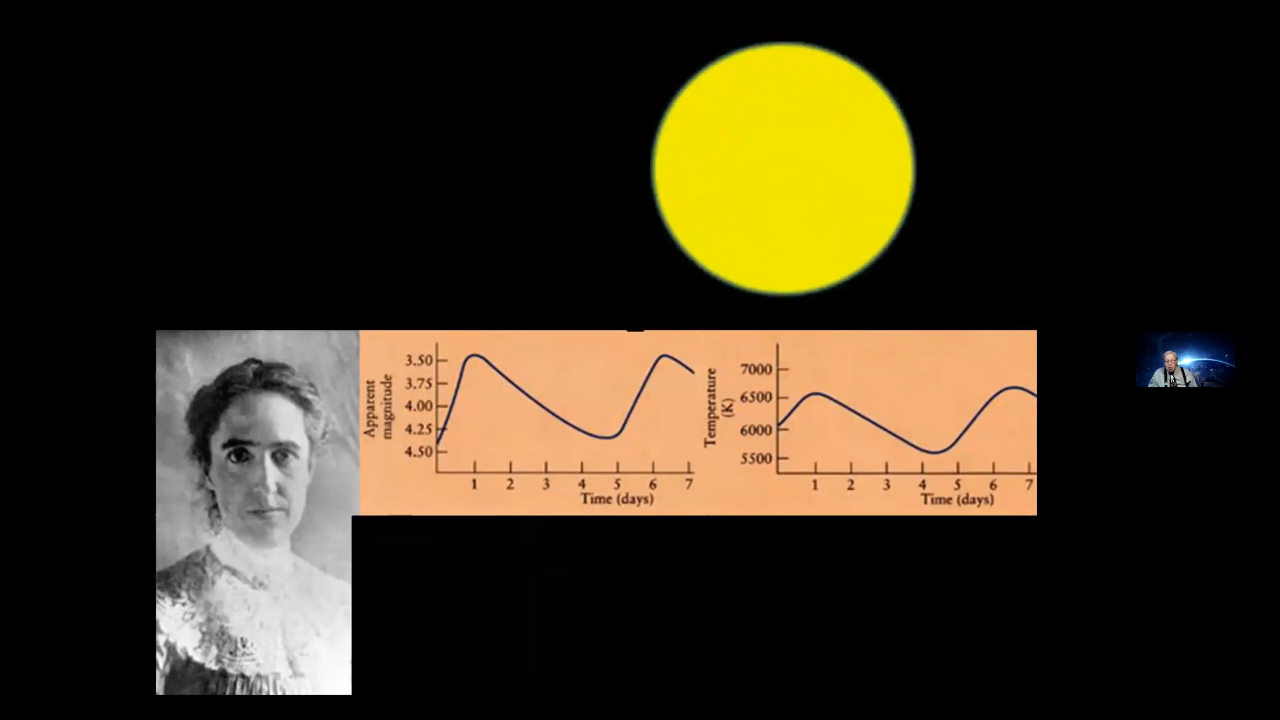 Apparent
magnitude
3.50
3.75
4.00
4.25
4.50
1 2 3 4 5 6 7
Time (days)
Temperature
(K)
7000
6500
6000
5500
1 2 3 4 5 6 7
Time (days)